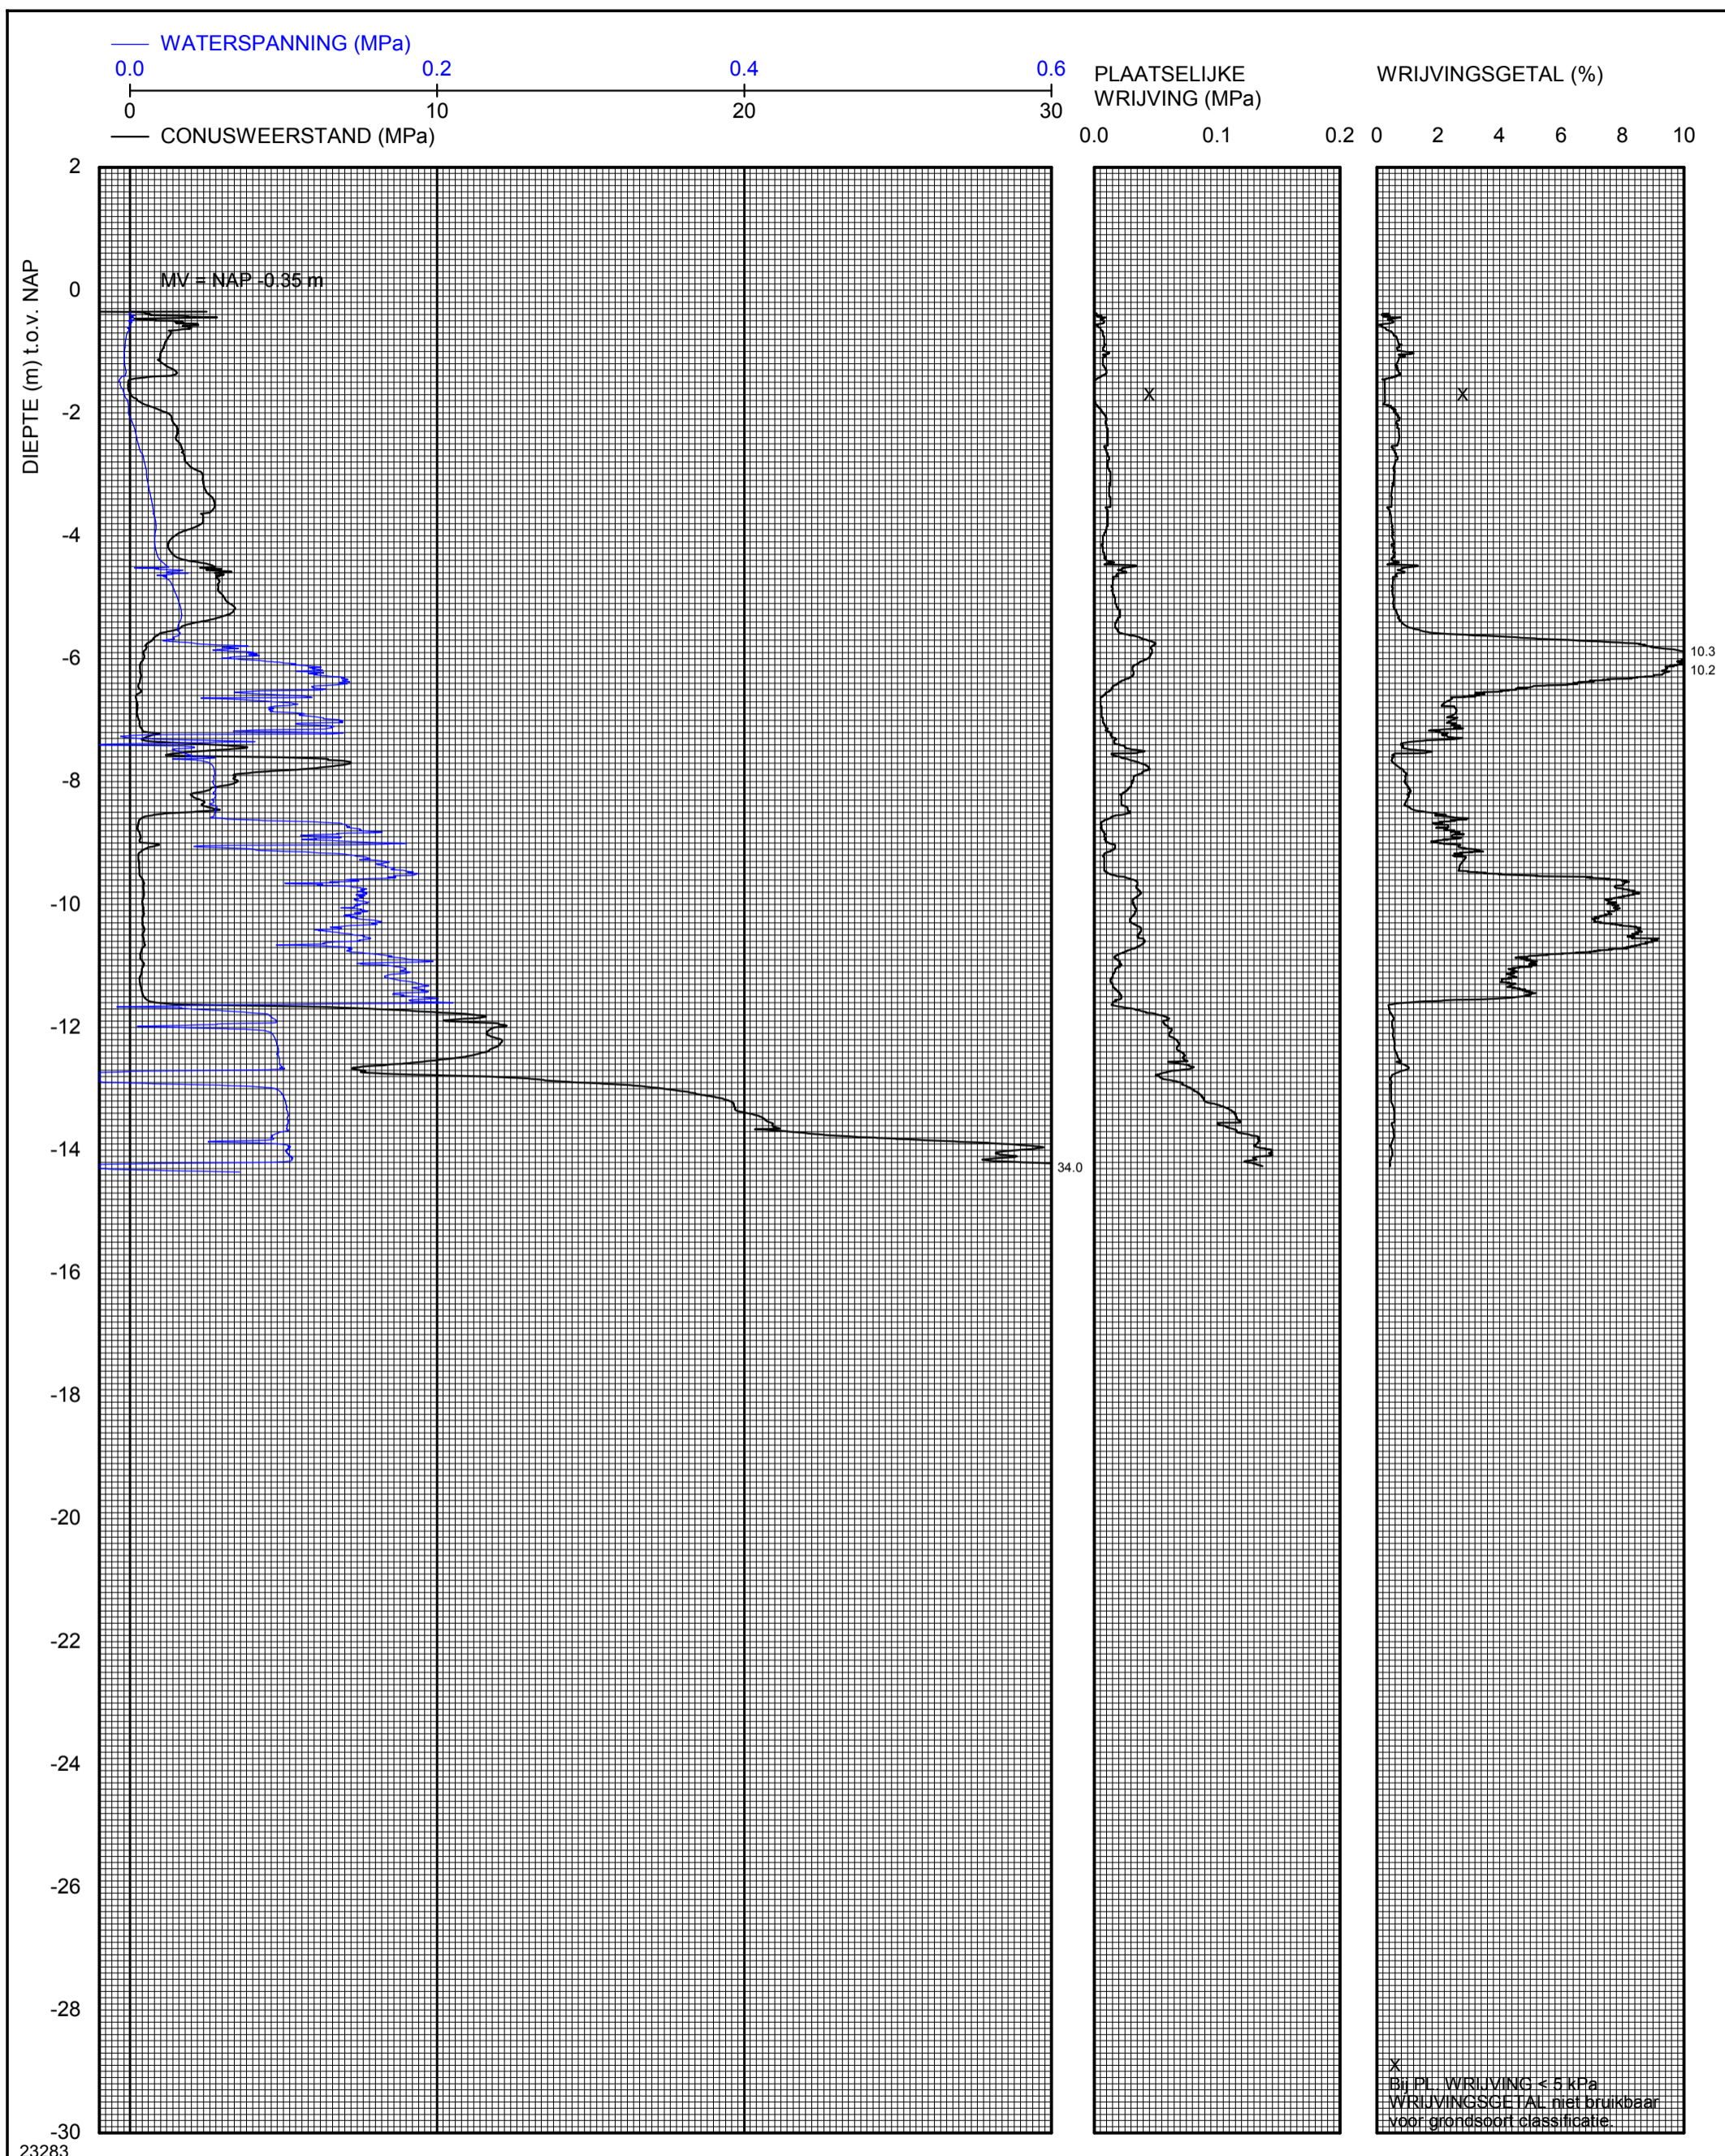 WATERSPANNING (MPa)
0.0 0.2 0.4 0.6
0 10 20 30
CONUSWEERSTAND (MPa)
PLAATSELIJKE
WRIJVING (MPa)
0.0 0.1 0.2
WRIJVINGSGETAL (%)
0 2 4 6 8 10
DIEPTE (m) t.o.v. NAP
2
0
-2
-4
-6
-8
-10
-12
-14
-16
-18
-20
-22
-24
-26
-28
-30
MV = NAP -0.35 m
X
X
10.3
10.2
34.0
X
Bij PL. WRIJVING < 5 kPa
WRIJVINGSGETAL niet bruikbaar
voor grondsoort classificatie.
23283